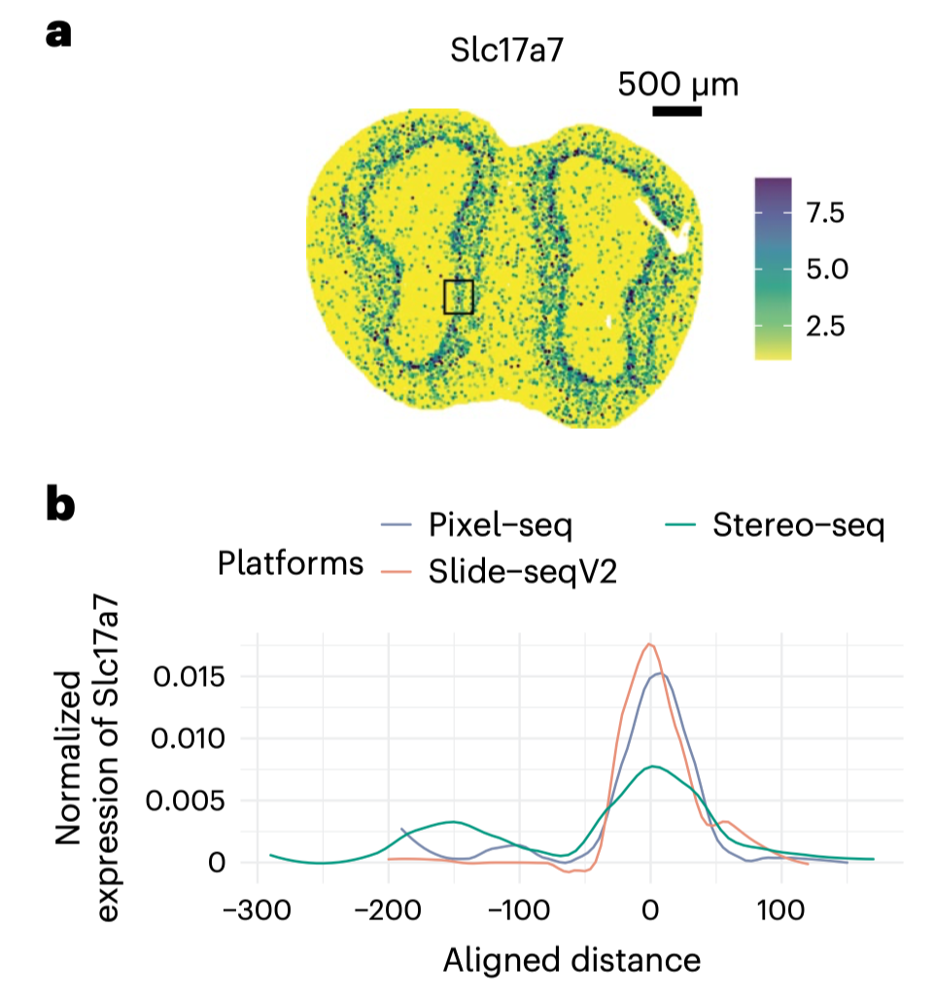 a
Slc17a7
500 µm
7.5
5.0
2.5
b
Platforms
Pixel−seq
Stereo−seq
Slide−seqV2
Normalized
expression of Slc17a7
0.015
0.010
0.005
0
−300
−200
−100
0
100
Aligned distance